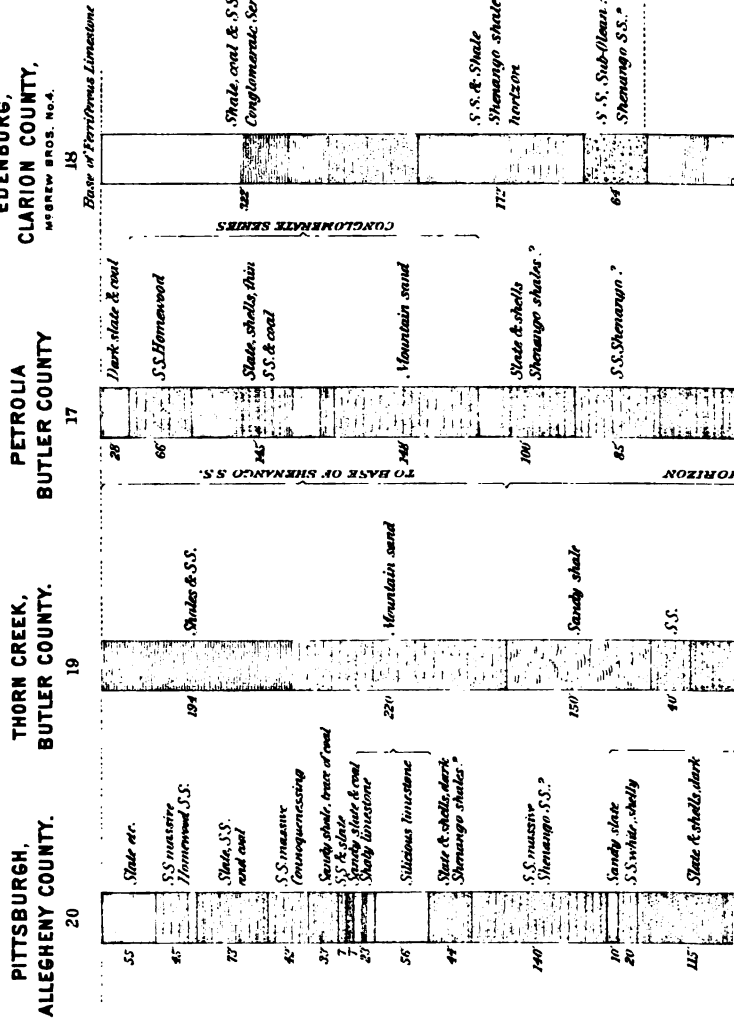 EDENBURG,
CLARION COUNTY,
McGREW BROS. No.4.
18
Base of Ferriferous Limestone
322'
Shale, coal & S.S.
Conglomerate Ser
172'
S.S. & Shale
Shenango shale
horizon
64'
S.S. Sub-Olean
Shenango SS.?
CONGLOMERATE SERIES
PETROLIA
BUTLER COUNTY
17
28'
Dark slate & coal
66'
S.S. Homewood
145'
Slate, shells, thin
S.S. & coal
148'
Mountain sand
100'
Slate & shells
Shenango shales?
85'
S.S. Shenango?
TO BASE OF SHENANGO S.S.
HORIZON
THORN CREEK,
BUTLER COUNTY.
19
194'
Shales & S.S.
220'
Mountain sand
150'
Sandy shale
40'
S.S.
PITTSBURGH,
ALLEGHENY COUNTY.
20
55
Slate etc.
45'
S.S. massive
Homewood S.S.
73'
Slate, S.S.
and coal
42'
S.S. massive
Connoquenessing
33'
Sandy shale, trace of coal
7'
S.S. & slate
7'
Sandy slate & coal
23'
Shaly limestone
56'
Silicious limestone
44'
Slate & shells, dark
Shenango shales?
140'
S.S. massive
Shenango S.S.?
10'
Sandy slate
20'
S.S. white, shelly
115'
Slate & shells, dark